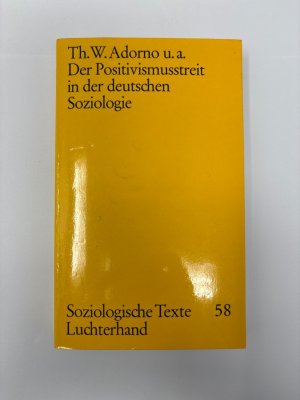 Th. W. Adorno u. a.
Der Positivismusstreit
in der deutschen
Soziologie
Soziologische Texte 58
Luchterhand